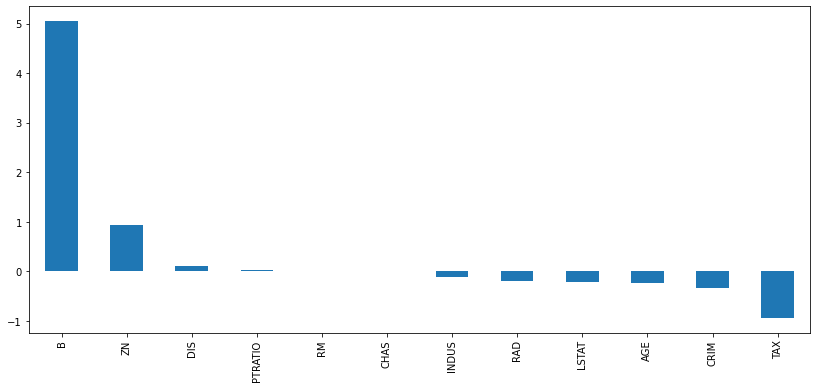 5
4
3
2
1
0
−1
B
ZN
DIS
PTRATIO
RM
CHAS
INDUS
RAD
LSTAT
AGE
CRIM
TAX